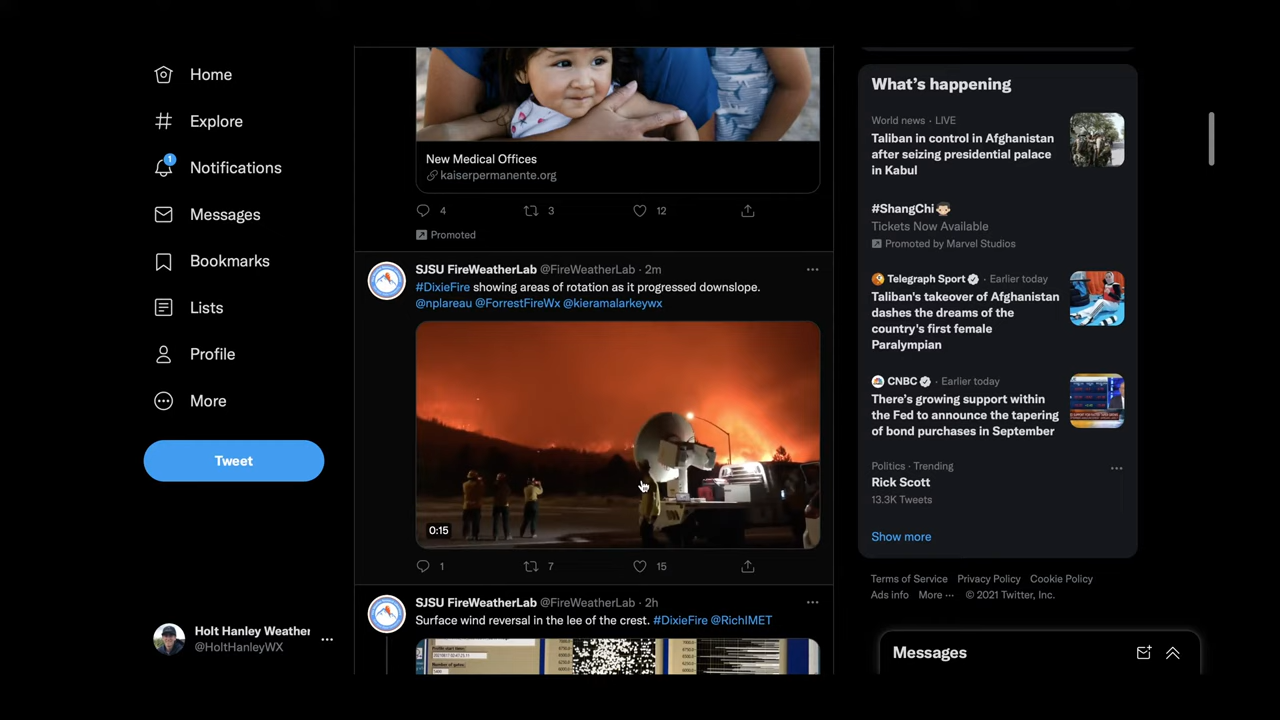 Home
Explore
1
Notifications
Messages
Bookmarks
Lists
Profile
More
Tweet
Holt Hanley Weather
@HoltHanleyWX
New Medical Offices
kaiserpermanente.org
4
3
12
Promoted
SJSU FireWeatherLab @FireWeatherLab · 2m
#DixieFire showing areas of rotation as it progressed downslope.
@nplareau @ForrestFireWx @kieramalarkeywx
0:15
1
7
15
SJSU FireWeatherLab @FireWeatherLab · 2h
Surface wind reversal in the lee of the crest. #DixieFire @RichIMET
What's happening
World news · LIVE
Taliban in control in Afghanistan
after seizing presidential palace
in Kabul
#ShangChi
Tickets Now Available
Promoted by Marvel Studios
Telegraph Sport · Earlier today
Taliban's takeover of Afghanistan
dashes the dreams of the
country's first female
Paralympian
CNBC · Earlier today
There's growing support within
the Fed to announce the tapering
of bond purchases in September
Politics · Trending
Rick Scott
13.3K Tweets
Show more
Terms of Service Privacy Policy Cookie Policy
Ads info More ··· © 2021 Twitter, Inc.
Messages